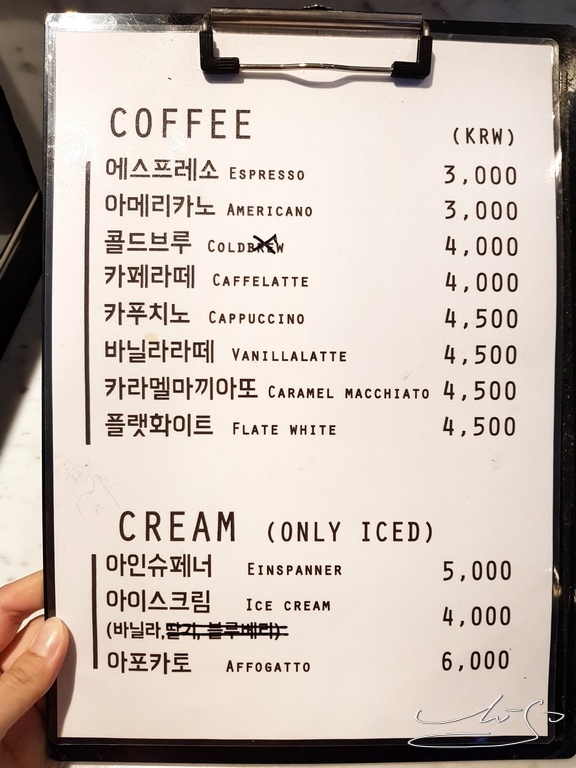 COFFEE (KRW)
에스프레소 ESPRESSO 3,000
아메리카노 AMERICANO 3,000
콜드브루 COLDBREW 4,000
카페라떼 CAFFELATTE 4,000
카푸치노 CAPPUCCINO 4,500
바닐라라떼 VANILLALATTE 4,500
카라멜마끼아또 CARAMEL MACCHIATO 4,500
플랫화이트 FLATE WHITE 4,500
CREAM (ONLY ICED)
아인슈페너 EINSPANNER 5,000
아이스크림 ICE CREAM 4,000
(바닐라,딸기, 블루베리)
아포카토 AFFOGATTO 6,000